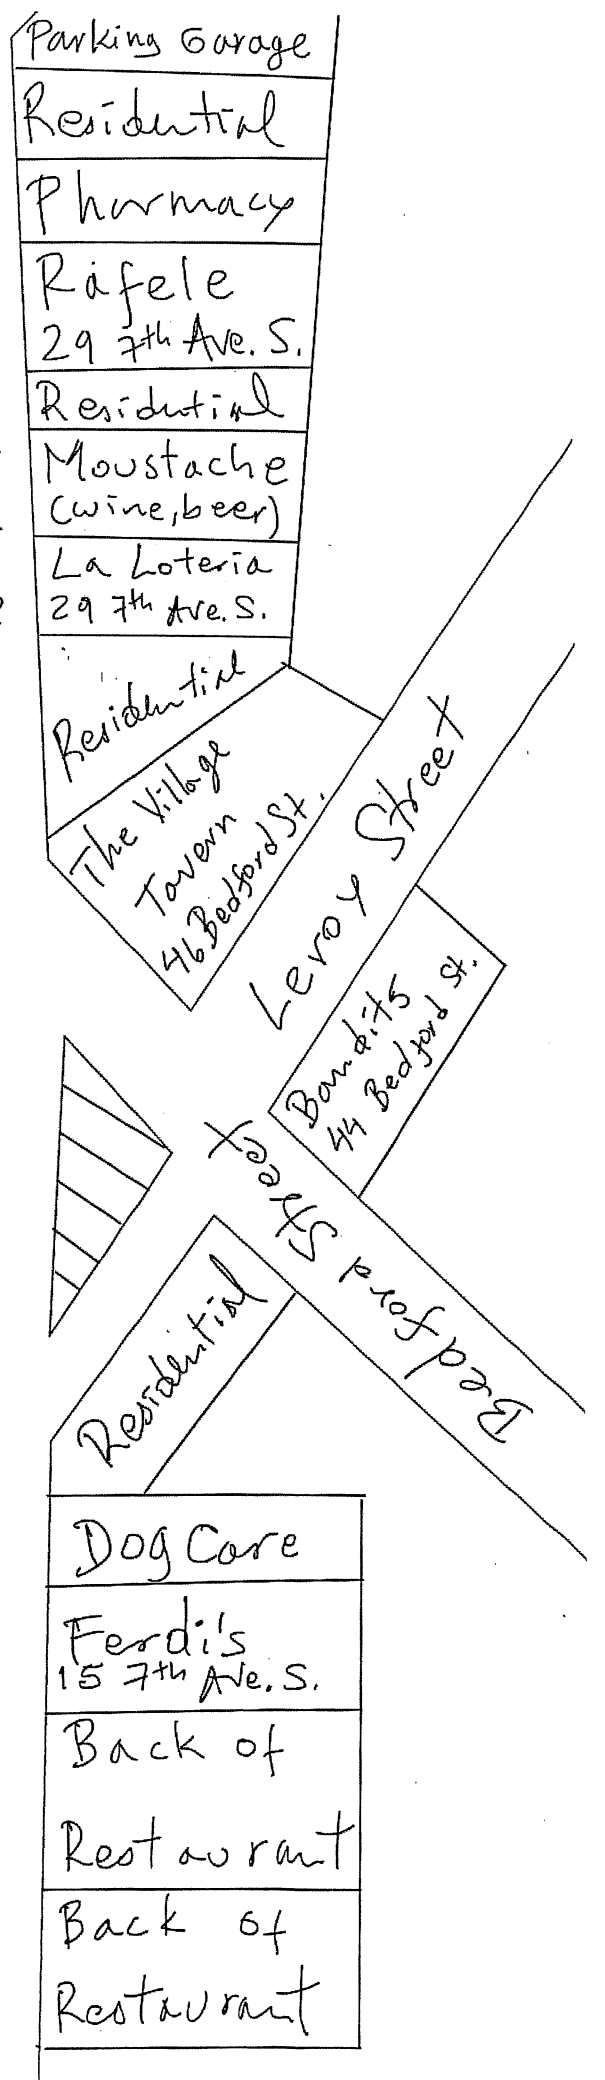 Parking Garage
Residential
Pharmacy
Rafele
29 7th Ave. S.
Residential
Moustache
(wine, beer)
La Loteria
29 7th Ave. S.
Residential
The Village
Tavern
46 Bedford St.
Leroy Street
Bandits
44 Bedford St.
Bedford Street
Residential
Dog Care
Ferdi's
15 7th Ave. S.
Back of
Restaurant
Back of
Restaurant